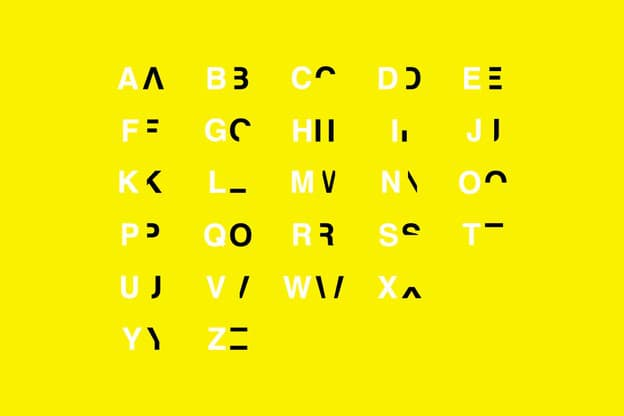 A B C D E
F G H I J
K L M N O
P Q R S T
U V W X
Y Z